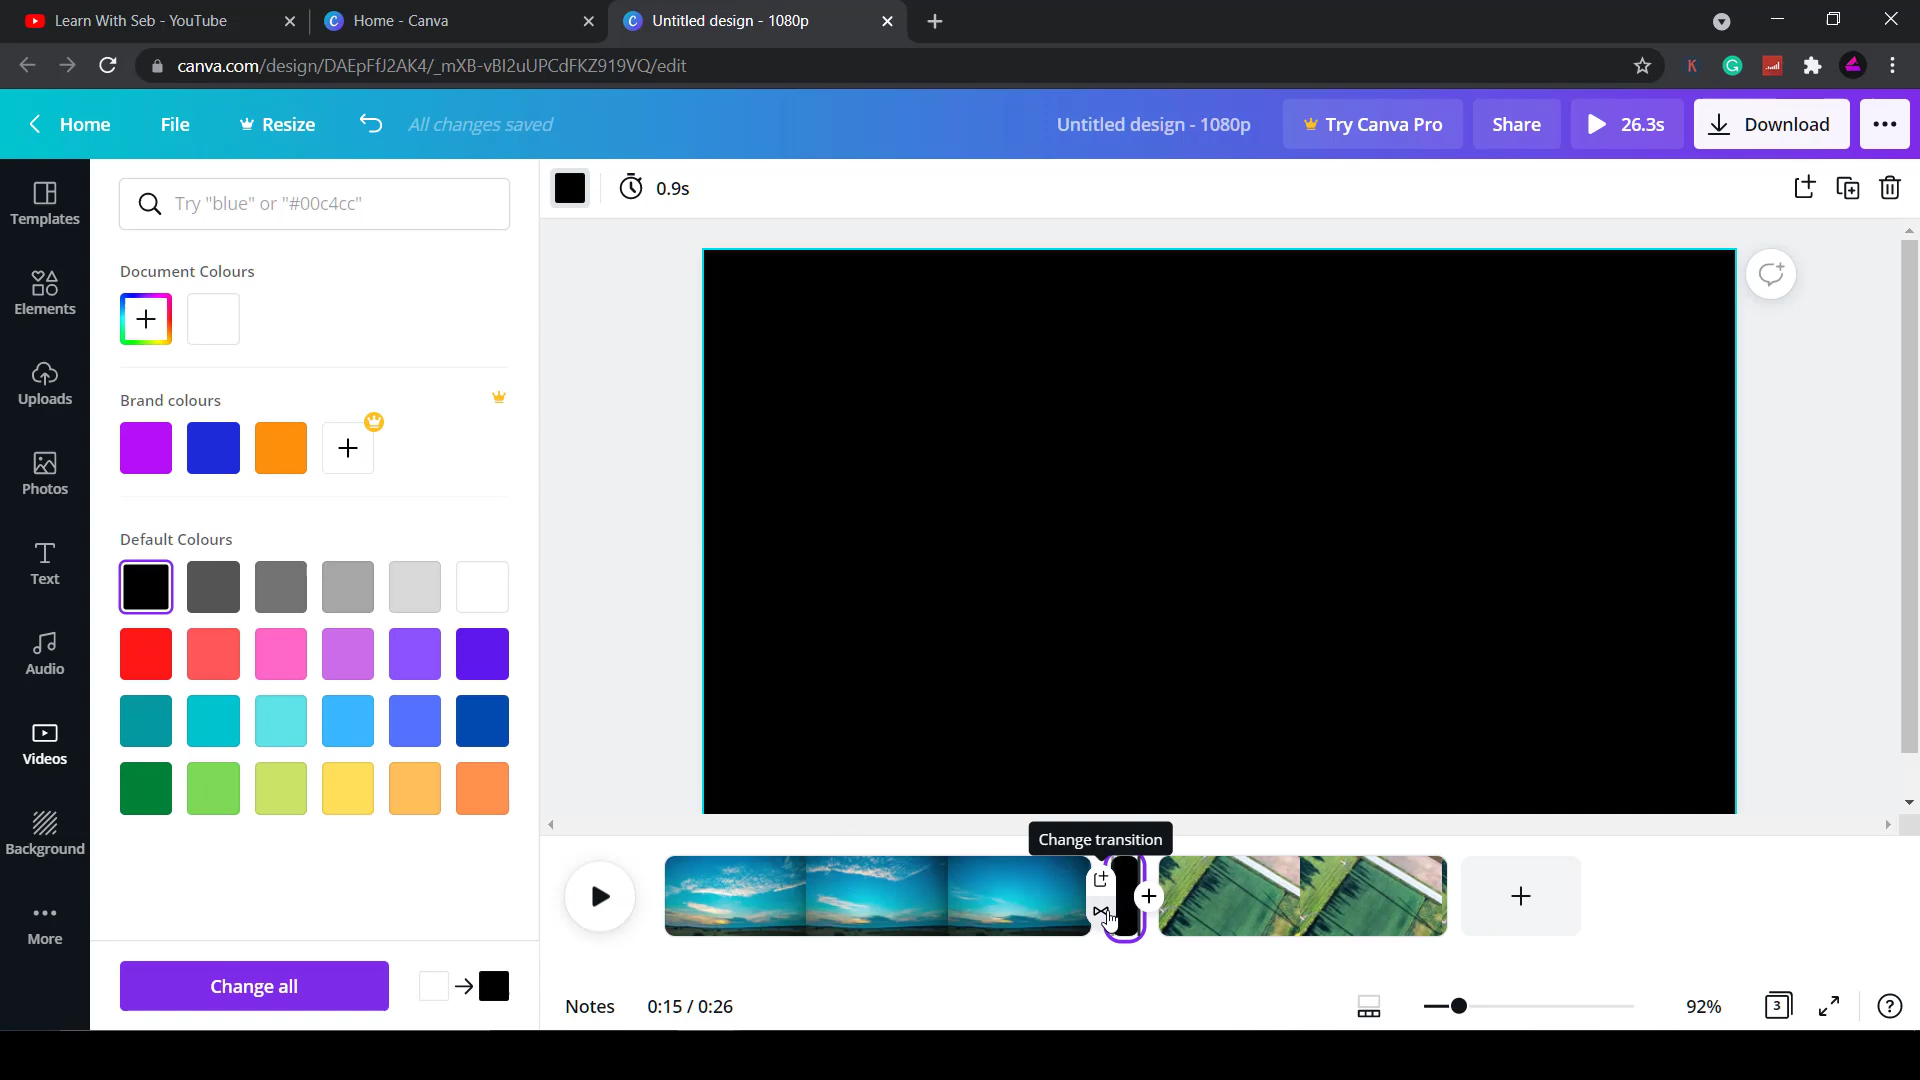 Learn With Seb - YouTube
Home - Canva
Untitled design - 1080p
canva.com/design/DAEpFfJ2AK4/_mXB-vBI2uUPCdFKZ919VQ/edit
Home
File
Resize
All changes saved
Untitled design - 1080p
Try Canva Pro
Share
26.3s
Download
Templates
Elements
Uploads
Photos
Text
Audio
Videos
Background
More
Try "blue" or "#00c4cc"
Document Colours
Brand colours
Default Colours
Change all
0.9s
Change transition
Notes
0:15 / 0:26
92%
3